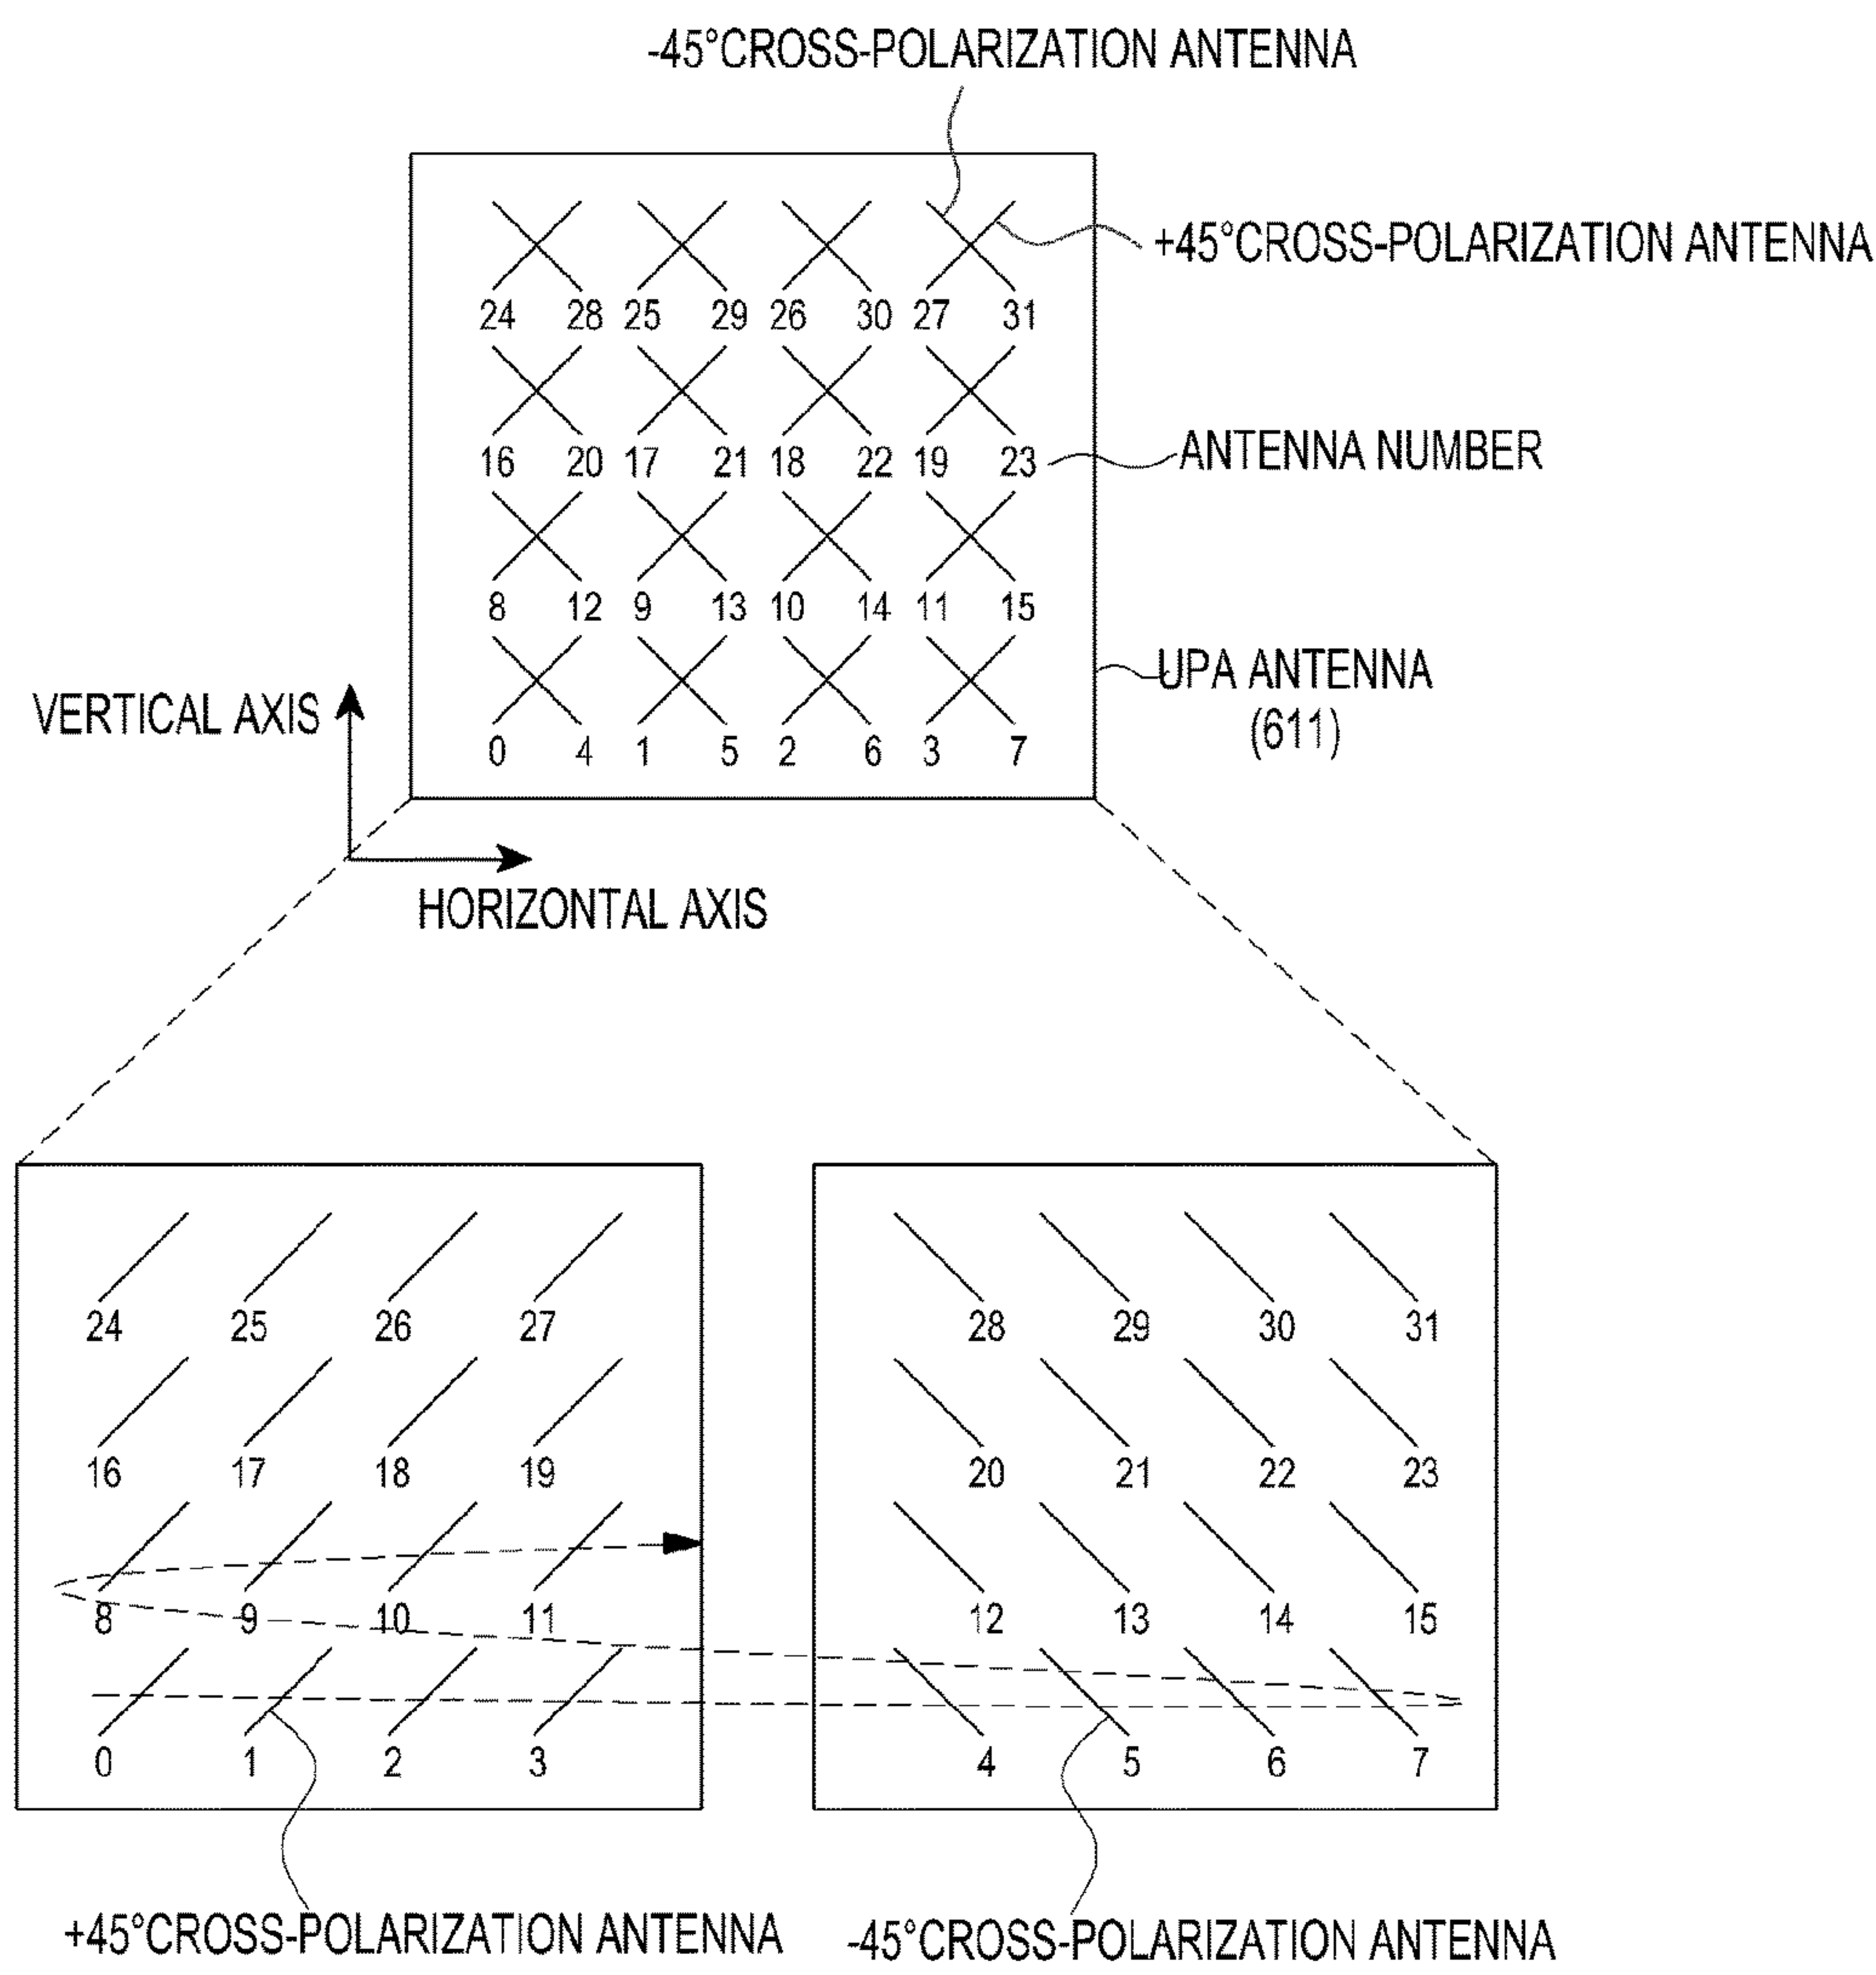 -45°CROSS-POLARIZATION ANTENNA
+45°CROSS-POLARIZATION ANTENNA
24 28 25 29 26 30 27 31
16 20 17 21 18 22 19 23
ANTENNA NUMBER
8 12 9 13 10 14 11 15
UPA ANTENNA
(611)
VERTICAL AXIS
0 4 1 5 2 6 3 7
HORIZONTAL AXIS
24 25 26 27
28 29 30 31
16 17 18 19
20 21 22 23
8 9 10 11
12 13 14 15
0 1 2 3
4 5 6 7
+45°CROSS-POLARIZATION ANTENNA
-45°CROSS-POLARIZATION ANTENNA